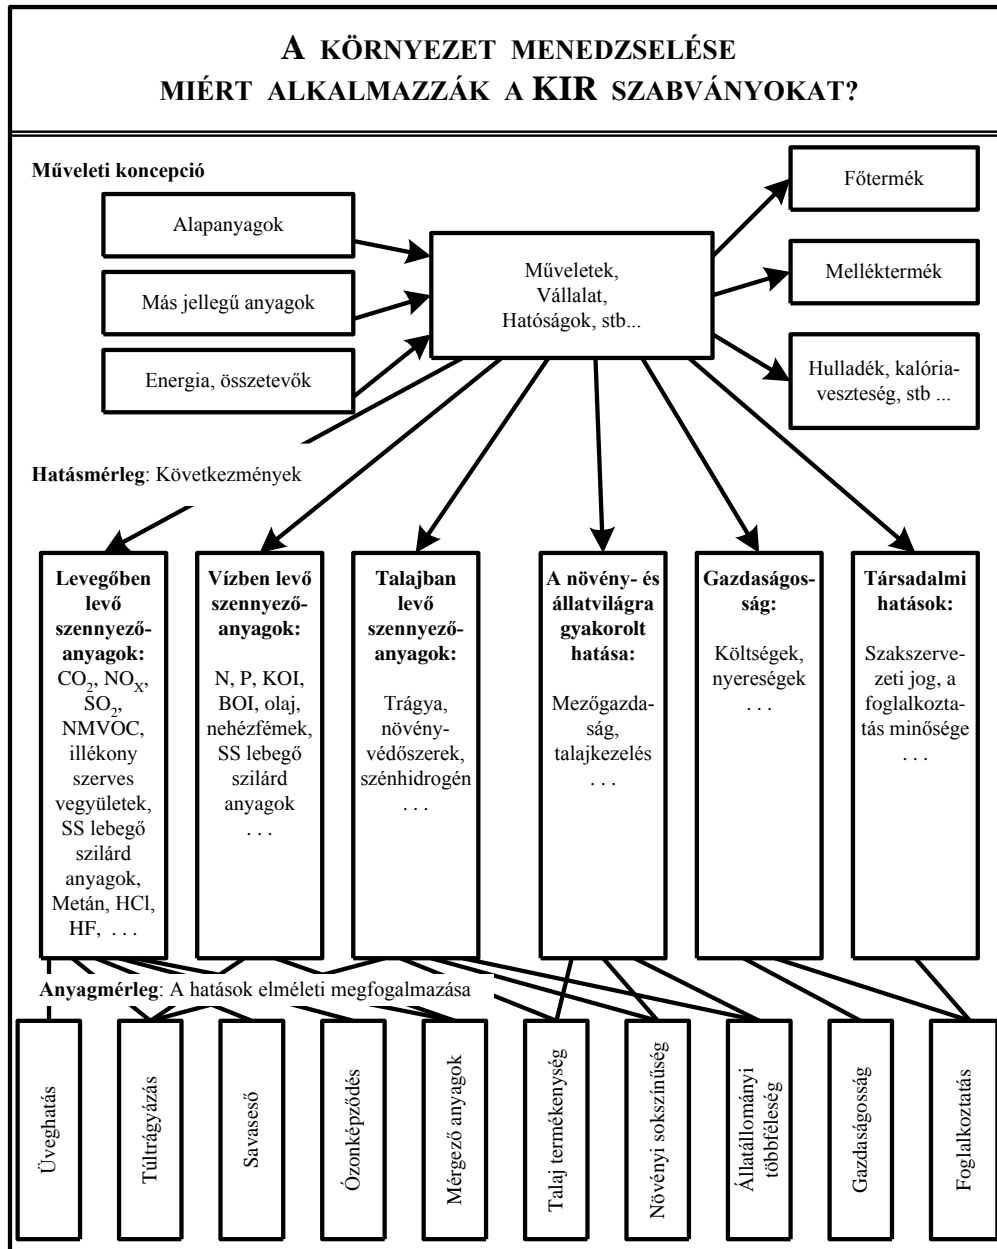 A KÖRNYEZET MENEDZSELÉSE
MIÉRT ALKALMAZZÁK A KIR SZABVÁNYOKAT?
Műveleti koncepció
Alapanyagok
Más jellegű anyagok
Energia, összetevők
Műveletek,
Vállalat,
Hatóságok, stb...
Főtermék
Melléktermék
Hulladék, kalória-
veszteség, stb ...
Hatásmérleg: Következmények
Levegőben
levő
szennyező-
anyagok:
CO2, NOX,
SO2,
NMVOC,
illékony
szerves
vegyületek,
SS lebegő
szilárd
anyagok,
Metán, HCl,
HF, . . .
Vízben levő
szennyező-
anyagok:
N, P, KOI,
BOI, olaj,
nehézfémek,
SS lebegő
szilárd
anyagok
. . .
Talajban
levő
szennyező-
anyagok:
Trágya,
növény-
védőszerek,
szénhidrogén
. . .
A növény- és
állatvilágra
gyakorolt
hatása:
Mezőgazda-
ság,
talajkezelés
. . .
Gazdaságos-
ság:
Költségek,
nyereségek
. . .
Társadalmi
hatások:
Szakszerve-
zeti jog, a
foglalkozta-
tás minősége
. . .
Anyagmérleg: A hatások elméleti megfogalmazása
Üveghatás
Túltrágyázás
Savaseső
Ózonképződés
Mérgező anyagok
Talaj termékenység
Növényi sokszínűség
Állatállományi
többféleség
Gazdaságosság
Foglalkoztatás